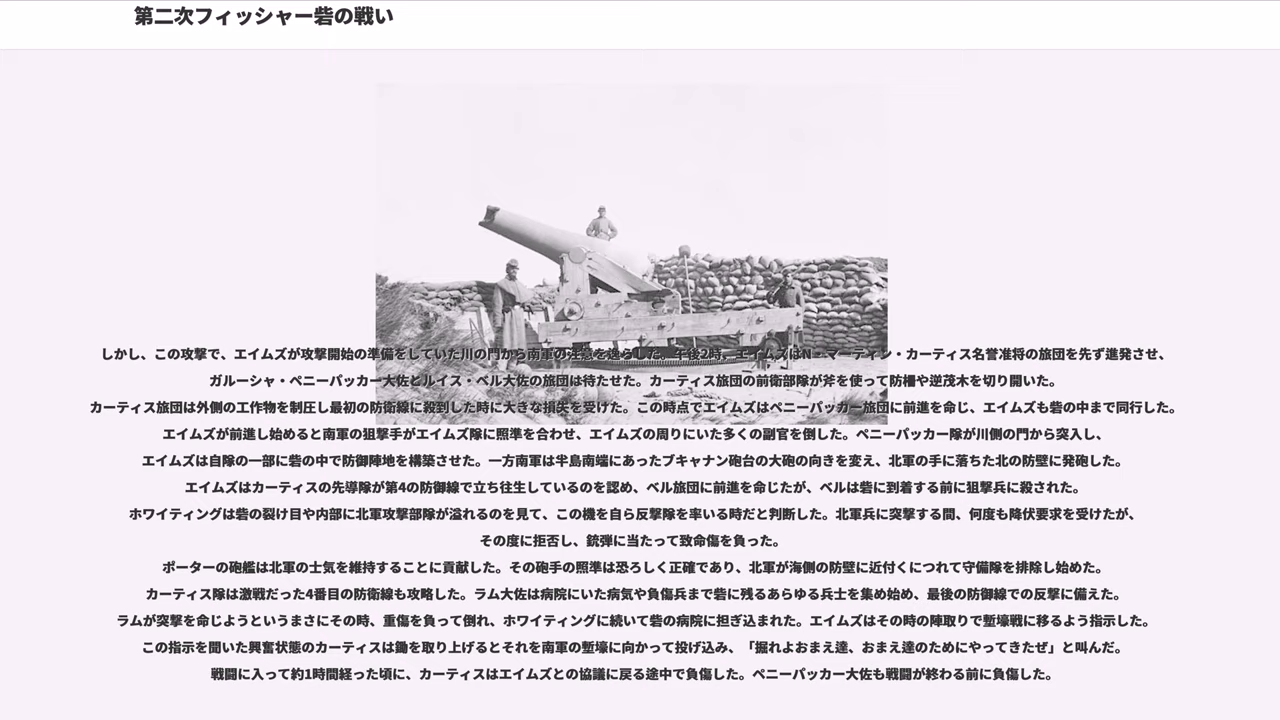 第二次フィッシャー砦の戦い
しかし、この攻撃で、エイムズが攻撃開始の準備をしていた川の門から南軍の注意を逸らした。午後2時、エイムズはN・マーティン・カーティス名誉准将の旅団を先ず進発させ、
ガルーシャ・ペニーパッカー大佐とルイス・ベル大佐の旅団は待たせた。カーティス旅団の前衛部隊が斧を使って防柵や逆茂木を切り開いた。
カーティス旅団は外側の工作物を制圧し最初の防衛線に殺到した時に大きな損失を受けた。この時点でエイムズはペニーパッカー旅団に前進を命じ、エイムズも砦の中まで同行した。
エイムズが前進し始めると南軍の狙撃手がエイムズ隊に照準を合わせ、エイムズの周りにいた多くの副官を倒した。ペニーパッカー隊が川側の門から突入し、
エイムズは自隊の一部に砦の中で防御陣地を構築させた。一方南軍は半島南端にあったブキャナン砲台の大砲の向きを変え、北軍の手に落ちた北の防壁に発砲した。
エイムズはカーティスの先導隊が第4の防御線で立ち往生しているのを認め、ベル旅団に前進を命じたが、ベルは砦に到着する前に狙撃兵に殺された。
ホワイティングは砦の裂け目や内部に北軍攻撃部隊が溢れるのを見て、この機を自ら反撃隊を率いる時だと判断した。北軍兵に突撃する間、何度も降伏要求を受けたが、
その度に拒否し、銃弾に当たって致命傷を負った。
ポーターの砲艦は北軍の士気を維持することに貢献した。その砲手の照準は恐ろしく正確であり、北軍が海側の防壁に近付くにつれて守備隊を排除し始めた。
カーティス隊は激戦だった4番目の防衛線も攻略した。ラム大佐は病院にいた病気や負傷兵まで砦に残るあらゆる兵士を集め始め、最後の防御線での反撃に備えた。
ラムが突撃を命じようというまさにその時、重傷を負って倒れ、ホワイティングに続いて砦の病院に担ぎ込まれた。エイムズはその時の陣取りで塹壕戦に移るよう指示した。
この指示を聞いた興奮状態のカーティスは鋤を取り上げるとそれを南軍の塹壕に向かって投げ込み、「掘れよおまえ達、おまえ達のためにやってきたぜ」と叫んだ。
戦闘に入って約1時間経った頃に、カーティスはエイムズとの協議に戻る途中で負傷した。ペニーパッカー大佐も戦闘が終わる前に負傷した。